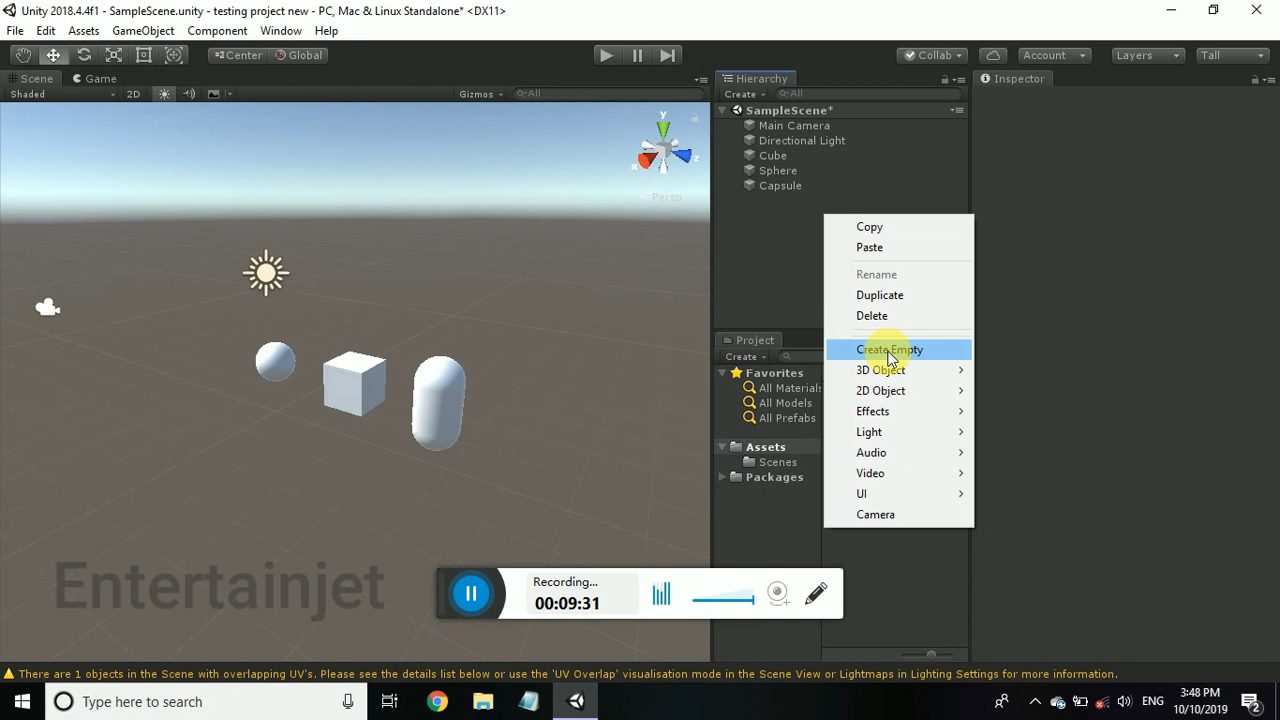 Unity 2018.4.4f1 - SampleScene.unity - testing project new - PC, Mac & Linux Standalone* <DX11>
File Edit Assets GameObject Component Window Help
Center Global Collab Account Layers Tall
Scene Game
Shaded 2D Gizmos All
y
x
z
Persp
Hierarchy
Create All
SampleScene*
Main Camera
Directional Light
Cube
Sphere
Capsule
Inspector
Copy
Paste
Rename
Duplicate
Delete
Create Empty
3D Object
2D Object
Effects
Light
Audio
Video
UI
Camera
Project
Create
Favorites
All Materials
All Models
All Prefabs
Assets
Scenes
Packages
Entertainjet
Recording...
00:09:31
There are 1 objects in the Scene with overlapping UV's. Please see the details list below or use the 'UV Overlap' visualisation mode in the Scene View or Lightmaps in Lighting Settings for more information.
Type here to search
ENG
3:48 PM
10/10/2019
2